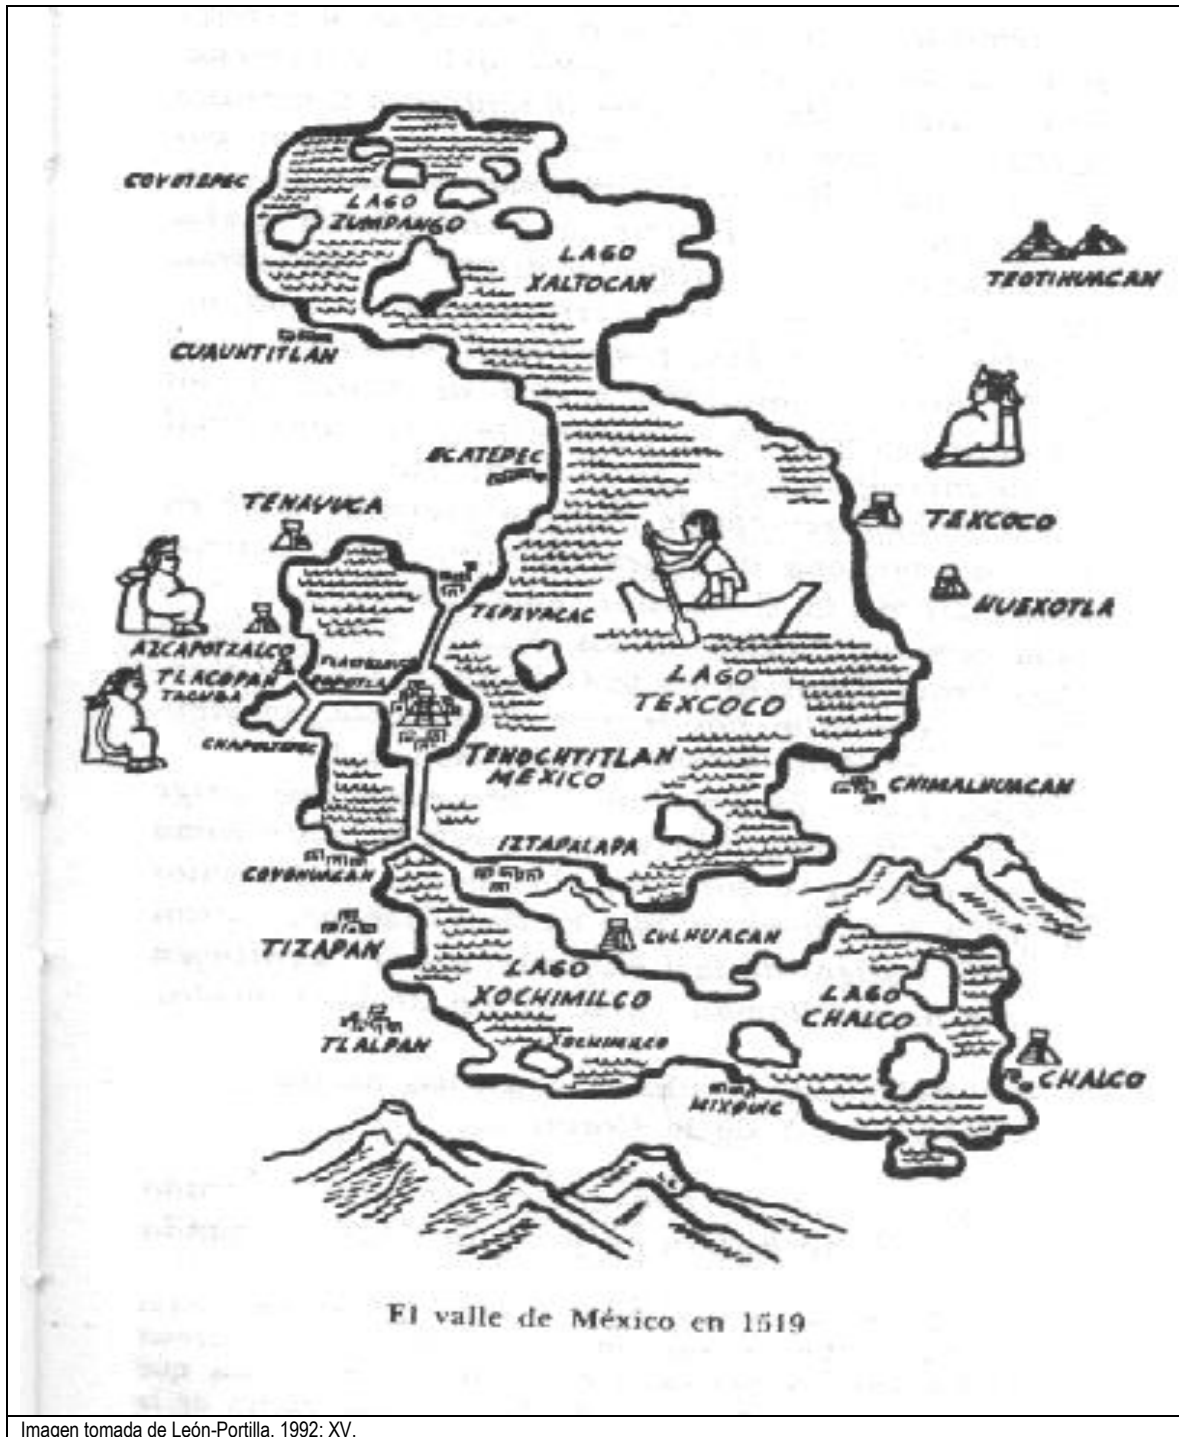 COYOTEPEC
LAGO
ZUMPANGO
LAGO
XALTOCAN
TEOTIHUACAN
CUAUHTITLAN
ECATEPEC
TENAYUCA
TEXCOCO
HUEXOTLA
TEPEYACAC
AZCAPOTZALCO
TLACOPAN
TACUBA
POPOTLA
LAGO
TEXCOCO
CHAPULTEPEC
TENOCHTITLAN
MEXICO
CHIMALHUACAN
IZTAPALAPA
COYOHUACAN
TIZAPAN
CULHUACAN
LAGO
XOCHIMILCO
LAGO
CHALCO
TLALPAN
XOCHIMILCO
CHALCO
MIXQUIC
El valle de México en 1519
Imagen tomada de León-Portilla, 1992: XV.